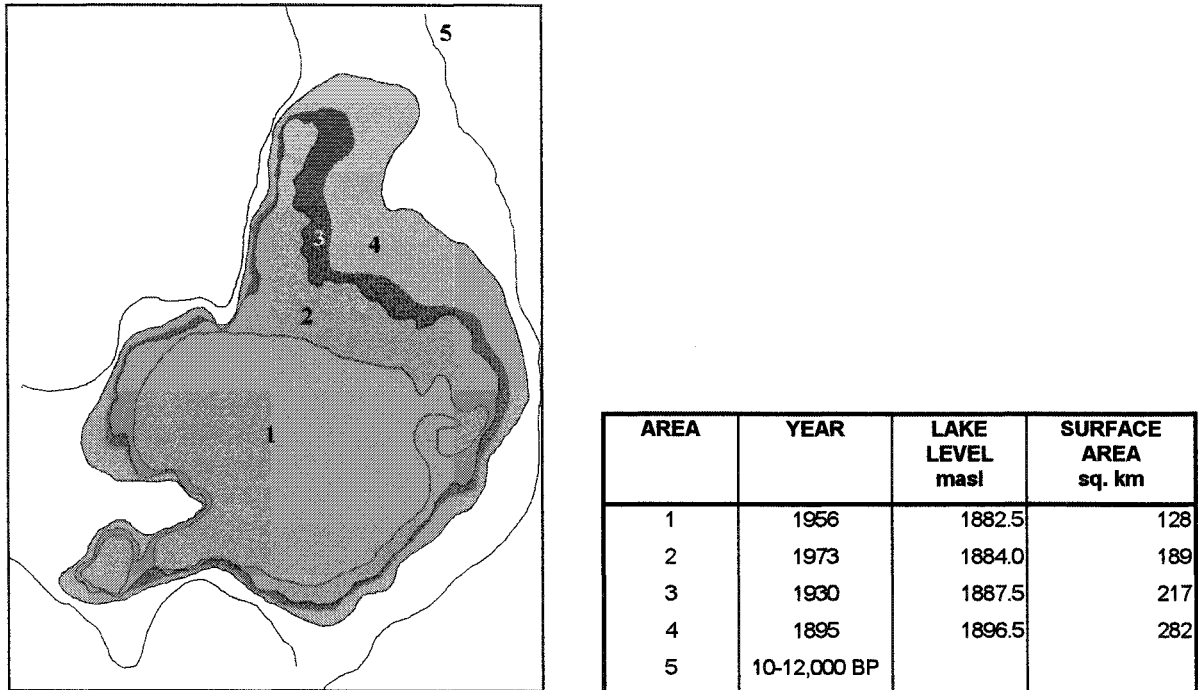 5
3
4
2
1
AREA YEAR LAKE LEVEL masl SURFACE AREA sq. km
1 1956 1882.5 128
2 1973 1884.0 189
3 1930 1887.5 217
4 1895 1896.5 282
5 10-12,000 BP